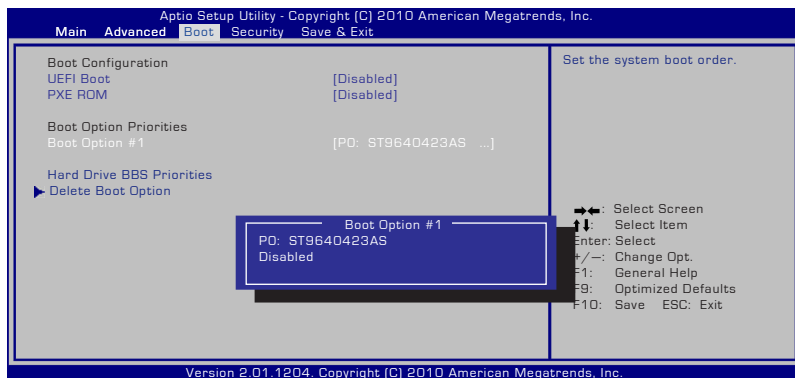 Aptio Setup Utility - Copyright (C) 2010 American Megatrends, Inc.
Main Advanced Boot Security Save & Exit
Boot Configuration
UEFI Boot [Disabled]
PXE ROM [Disabled]
Boot Option Priorities
Boot Option #1 [P0: ST9640423AS ...]
Hard Drive BBS Priorities
Delete Boot Option
Boot Option #1
P0: ST9640423AS
Disabled
Set the system boot order.
→←: Select Screen
↑↓: Select Item
Enter: Select
+/—: Change Opt.
F1: General Help
F9: Optimized Defaults
F10: Save ESC: Exit
Version 2.01.1204. Copyright (C) 2010 American Megatrends, Inc.